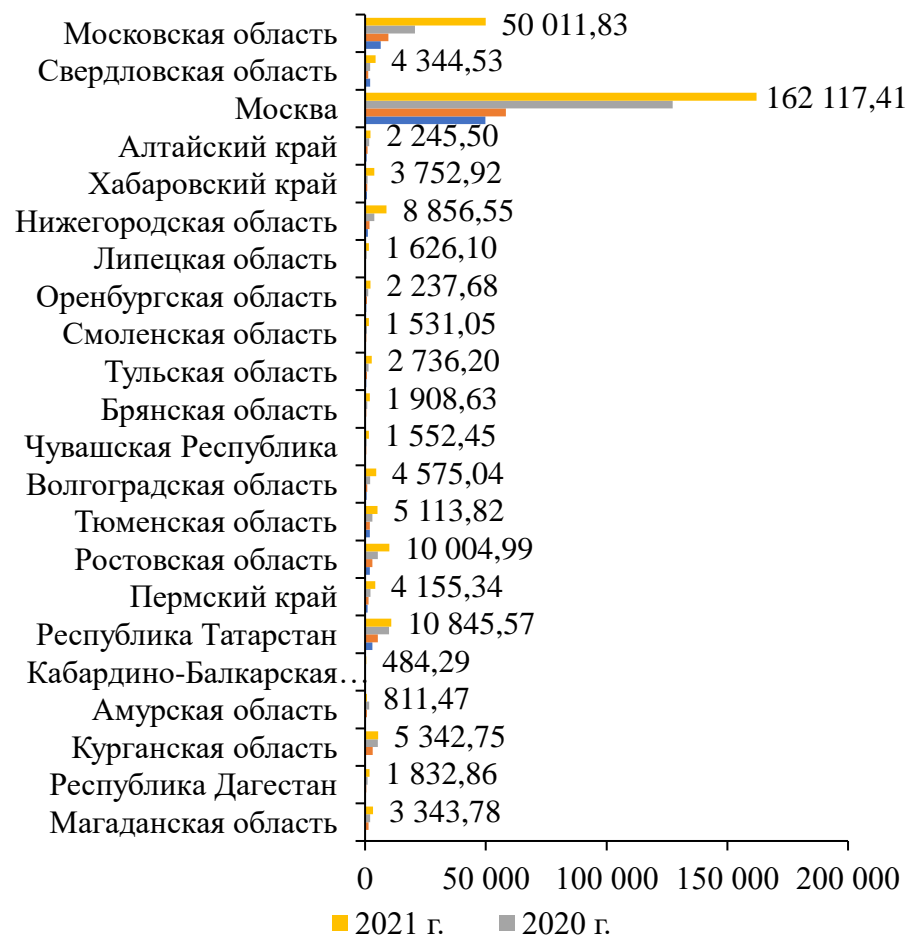 Московская область 50 011,83
Свердловская область 4 344,53
Москва 162 117,41
Алтайский край 2 245,50
Хабаровский край 3 752,92
Нижегородская область 8 856,55
Липецкая область 1 626,10
Оренбургская область 2 237,68
Смоленская область 1 531,05
Тульская область 2 736,20
Брянская область 1 908,63
Чувашская Республика 1 552,45
Волгоградская область 4 575,04
Тюменская область 5 113,82
Ростовская область 10 004,99
Пермский край 4 155,34
Республика Татарстан 10 845,57
Кабардино-Балкарская… 484,29
Амурская область 811,47
Курганская область 5 342,75
Республика Дагестан 1 832,86
Магаданская область 3 343,78
0 50 000 100 000 150 000 200 000
2021 г. 2020 г.